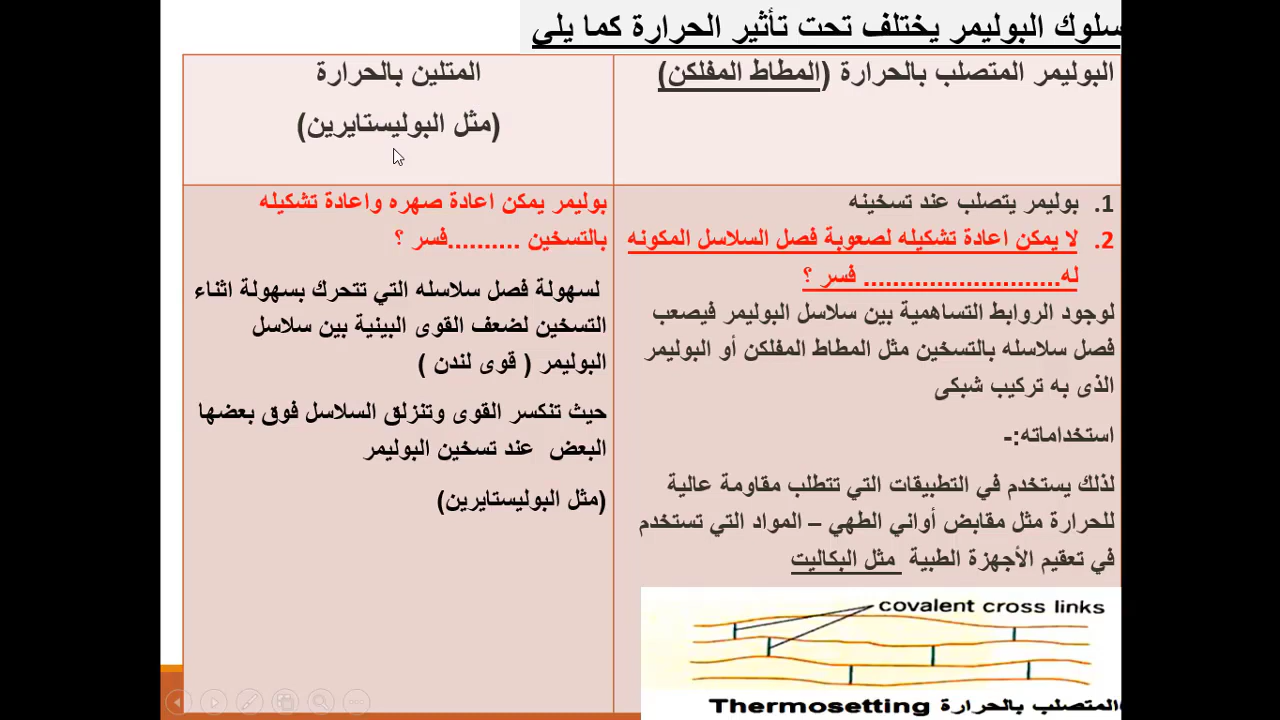 سلوك البوليمر يختلف تحت تأثير الحرارة كما يلي
البوليمر المتصلب بالحرارة (المطاط المفلكن)
المتلين بالحرارة
(مثل البوليستايرين)
1. بوليمر يتصلب عند تسخينه
2. لا يمكن اعادة تشكيله لصعوبة فصل السلاسل المكونه
له........................... فسر ؟
لوجود الروابط التساهمية بين سلاسل البوليمر فيصعب
فصل سلاسله بالتسخين مثل المطاط المفلكن أو البوليمر
الذى به تركيب شبكى
استخداماته:-
لذلك يستخدم في التطبيقات التي تتطلب مقاومة عالية
للحرارة مثل مقابض أواني الطهي – المواد التي تستخدم
في تعقيم الأجهزة الطبية مثل البكاليت
بوليمر يمكن اعادة صهره واعادة تشكيله
بالتسخين ..........فسر ؟
لسهولة فصل سلاسله التي تتحرك بسهولة اثناء
التسخين لضعف القوى البينية بين سلاسل
البوليمر ( قوى لندن )
حيث تنكسر القوى وتنزلق السلاسل فوق بعضها
البعض عند تسخين البوليمر
(مثل البوليستايرين)
covalent cross links
المتصلب بالحرارة Thermosetting